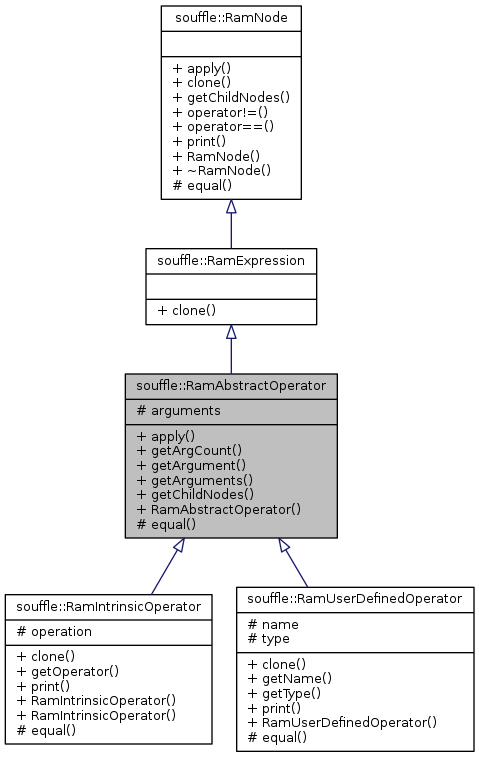 souffle::RamNode
+ apply()
+ clone()
+ getChildNodes()
+ operator!=()
+ operator==()
+ print()
+ RamNode()
+ ~RamNode()
# equal()
souffle::RamExpression
+ clone()
souffle::RamAbstractOperator
# arguments
+ apply()
+ getArgCount()
+ getArgument()
+ getArguments()
+ getChildNodes()
+ RamAbstractOperator()
# equal()
souffle::RamIntrinsicOperator
# operation
+ clone()
+ getOperator()
+ print()
+ RamIntrinsicOperator()
+ RamIntrinsicOperator()
# equal()
souffle::RamUserDefinedOperator
# name
# type
+ clone()
+ getName()
+ getType()
+ print()
+ RamUserDefinedOperator()
# equal()